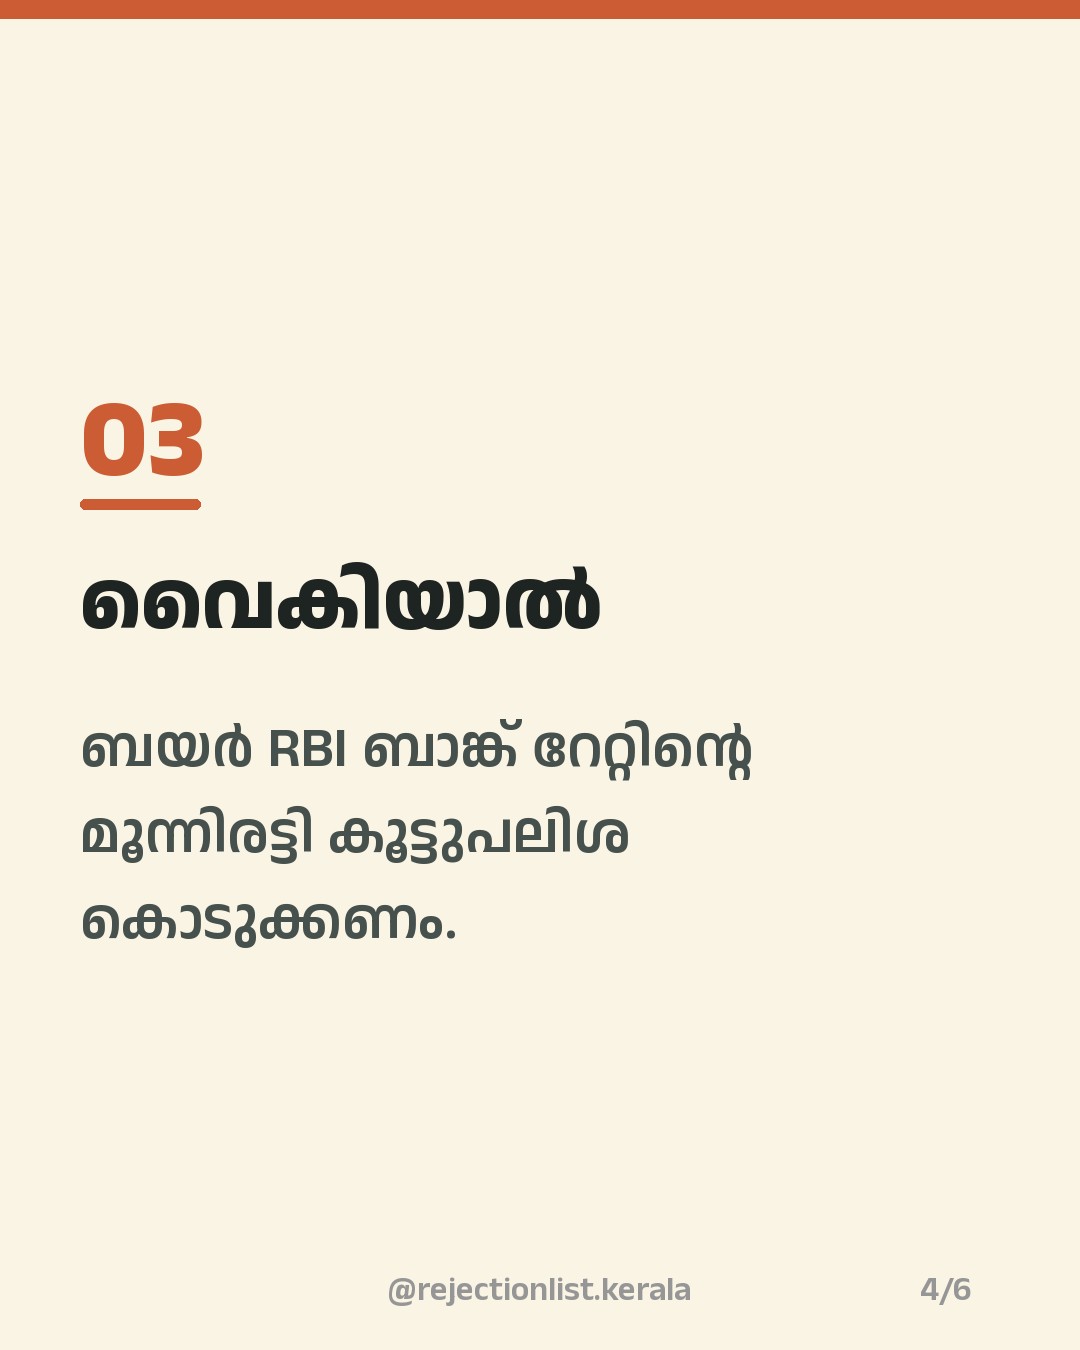 03
വൈകിയാൽ
ബയർ RBI ബാങ്ക് റേറ്റിന്റെ
മൂന്നിരട്ടി കൂട്ടുപലിശ
കൊടുക്കണം.
@rejectionlist.kerala
4/6